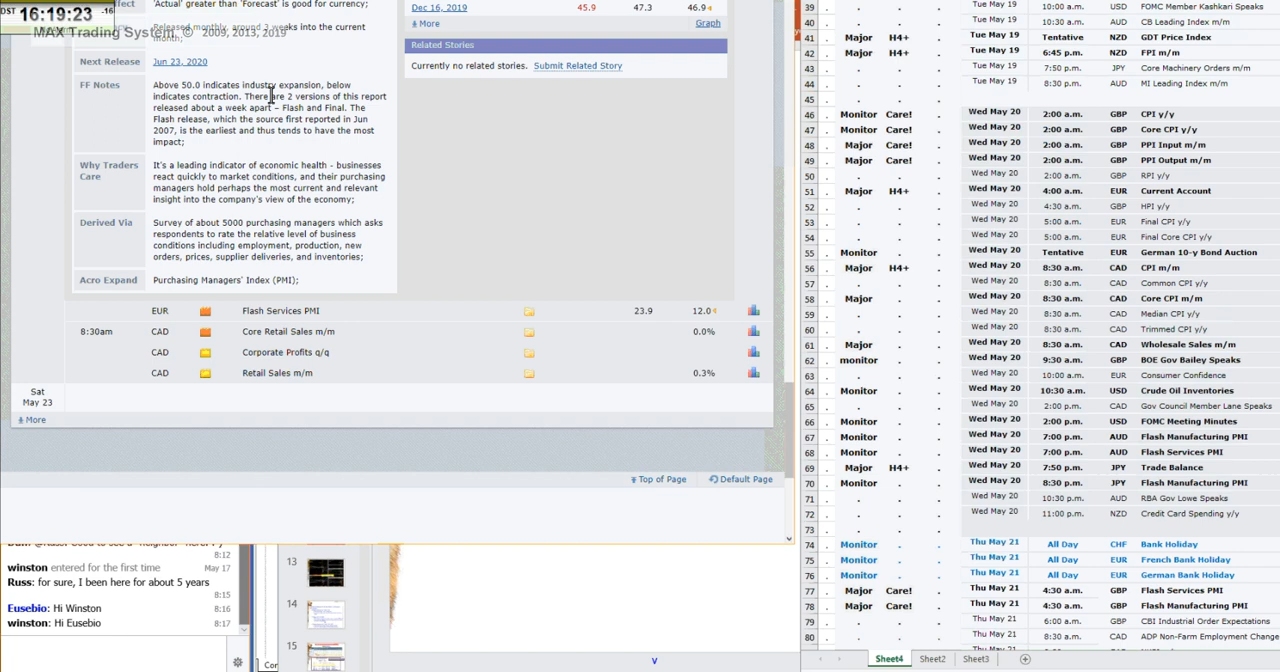 16:19:23
DST
-16
MAX Trading System, © 2009, 2013, 2019
'Actual' greater than 'Forecast' is good for currency;
Released monthly, around 3 weeks into the current
month;
Next Release Jun 23, 2020
FF Notes Above 50.0 indicates industry expansion, below
indicates contraction. There are 2 versions of this report
released about a week apart – Flash and Final. The
Flash release, which the source first reported in Jun
2007, is the earliest and thus tends to have the most
impact;
Why Traders Care It's a leading indicator of economic health - businesses
react quickly to market conditions, and their purchasing
managers hold perhaps the most current and relevant
insight into the company's view of the economy;
Derived Via Survey of about 5000 purchasing managers which asks
respondents to rate the relative level of business
conditions including employment, production, new
orders, prices, supplier deliveries, and inventories;
Acro Expand Purchasing Managers' Index (PMI);
Dec 16, 2019 45.9 47.3 46.9
More Graph
Related Stories
Currently no related stories. Submit Related Story
EUR Flash Services PMI 23.9 12.0
8:30am CAD Core Retail Sales m/m 0.0%
CAD Corporate Profits q/q
CAD Retail Sales m/m 0.3%
Sat
May 23
More
Top of Page Default Page
8:12
winston entered for the first time May 17
Russ: for sure, I been here for about 5 years
8:15
Eusebio: Hi Winston 8:16
winston: Hi Eusebio 8:17
13
14
15
V
39 . . . . Tue May 19 10:00 a.m. USD FOMC Member Kashkari Speaks
40 . . . . Tue May 19 10:30 a.m. AUD CB Leading Index m/m
41 . Major H4+ . Tue May 19 Tentative NZD GDT Price Index
42 . Major H4+ . Tue May 19 6:45 p.m. NZD FPI m/m
43 . . . . Tue May 19 7:50 p.m. JPY Core Machinery Orders m/m
44 . . . . Tue May 19 8:30 p.m. AUD MI Leading Index m/m
45 . . . .
46 . Monitor Care! . Wed May 20 2:00 a.m. GBP CPI y/y
47 . Monitor Care! . Wed May 20 2:00 a.m. GBP Core CPI y/y
48 . Major Care! . Wed May 20 2:00 a.m. GBP PPI Input m/m
49 . Major Care! . Wed May 20 2:00 a.m. GBP PPI Output m/m
50 . . . . Wed May 20 2:00 a.m. GBP RPI y/y
51 . Major H4+ . Wed May 20 4:00 a.m. EUR Current Account
52 . . . . Wed May 20 4:30 a.m. GBP HPI y/y
53 . . . . Wed May 20 5:00 a.m. EUR Final CPI y/y
54 . . . . Wed May 20 5:00 a.m. EUR Final Core CPI y/y
55 . Monitor . . Wed May 20 Tentative EUR German 10-y Bond Auction
56 . Major H4+ . Wed May 20 8:30 a.m. CAD CPI m/m
57 . . . . Wed May 20 8:30 a.m. CAD Common CPI y/y
58 . Major . . Wed May 20 8:30 a.m. CAD Core CPI m/m
59 . . . . Wed May 20 8:30 a.m. CAD Median CPI y/y
60 . . . . Wed May 20 8:30 a.m. CAD Trimmed CPI y/y
61 . Major . . Wed May 20 8:30 a.m. CAD Wholesale Sales m/m
62 . monitor . . Wed May 20 9:30 a.m. GBP BOE Gov Bailey Speaks
63 . . . . Wed May 20 10:00 a.m. EUR Consumer Confidence
64 . Monitor . . Wed May 20 10:30 a.m. USD Crude Oil Inventories
65 . . . . Wed May 20 2:00 p.m. CAD Gov Council Member Lane Speaks
66 . Monitor . . Wed May 20 2:00 p.m. USD FOMC Meeting Minutes
67 . Monitor . . Wed May 20 7:00 p.m. AUD Flash Manufacturing PMI
68 . Monitor . . Wed May 20 7:00 p.m. AUD Flash Services PMI
69 . Major H4+ . Wed May 20 7:50 p.m. JPY Trade Balance
70 . Monitor . . Wed May 20 8:30 p.m. JPY Flash Manufacturing PMI
71 . . . . Wed May 20 10:30 p.m. AUD RBA Gov Lowe Speaks
72 . . . . Wed May 20 11:00 p.m. NZD Credit Card Spending y/y
73 . . . .
74 . Monitor . . Thu May 21 All Day CHF Bank Holiday
75 . Monitor . . Thu May 21 All Day EUR French Bank Holiday
76 . Monitor . . Thu May 21 All Day EUR German Bank Holiday
77 . Major Care! . Thu May 21 4:30 a.m. GBP Flash Services PMI
78 . Major Care! . Thu May 21 4:30 a.m. GBP Flash Manufacturing PMI
79 . . . . Thu May 21 6:00 a.m. GBP CBI Industrial Order Expectations
80 . . . . Thu May 21 8:30 a.m. CAD ADP Non-Farm Employment Change
Sheet4 Sheet2 Sheet3